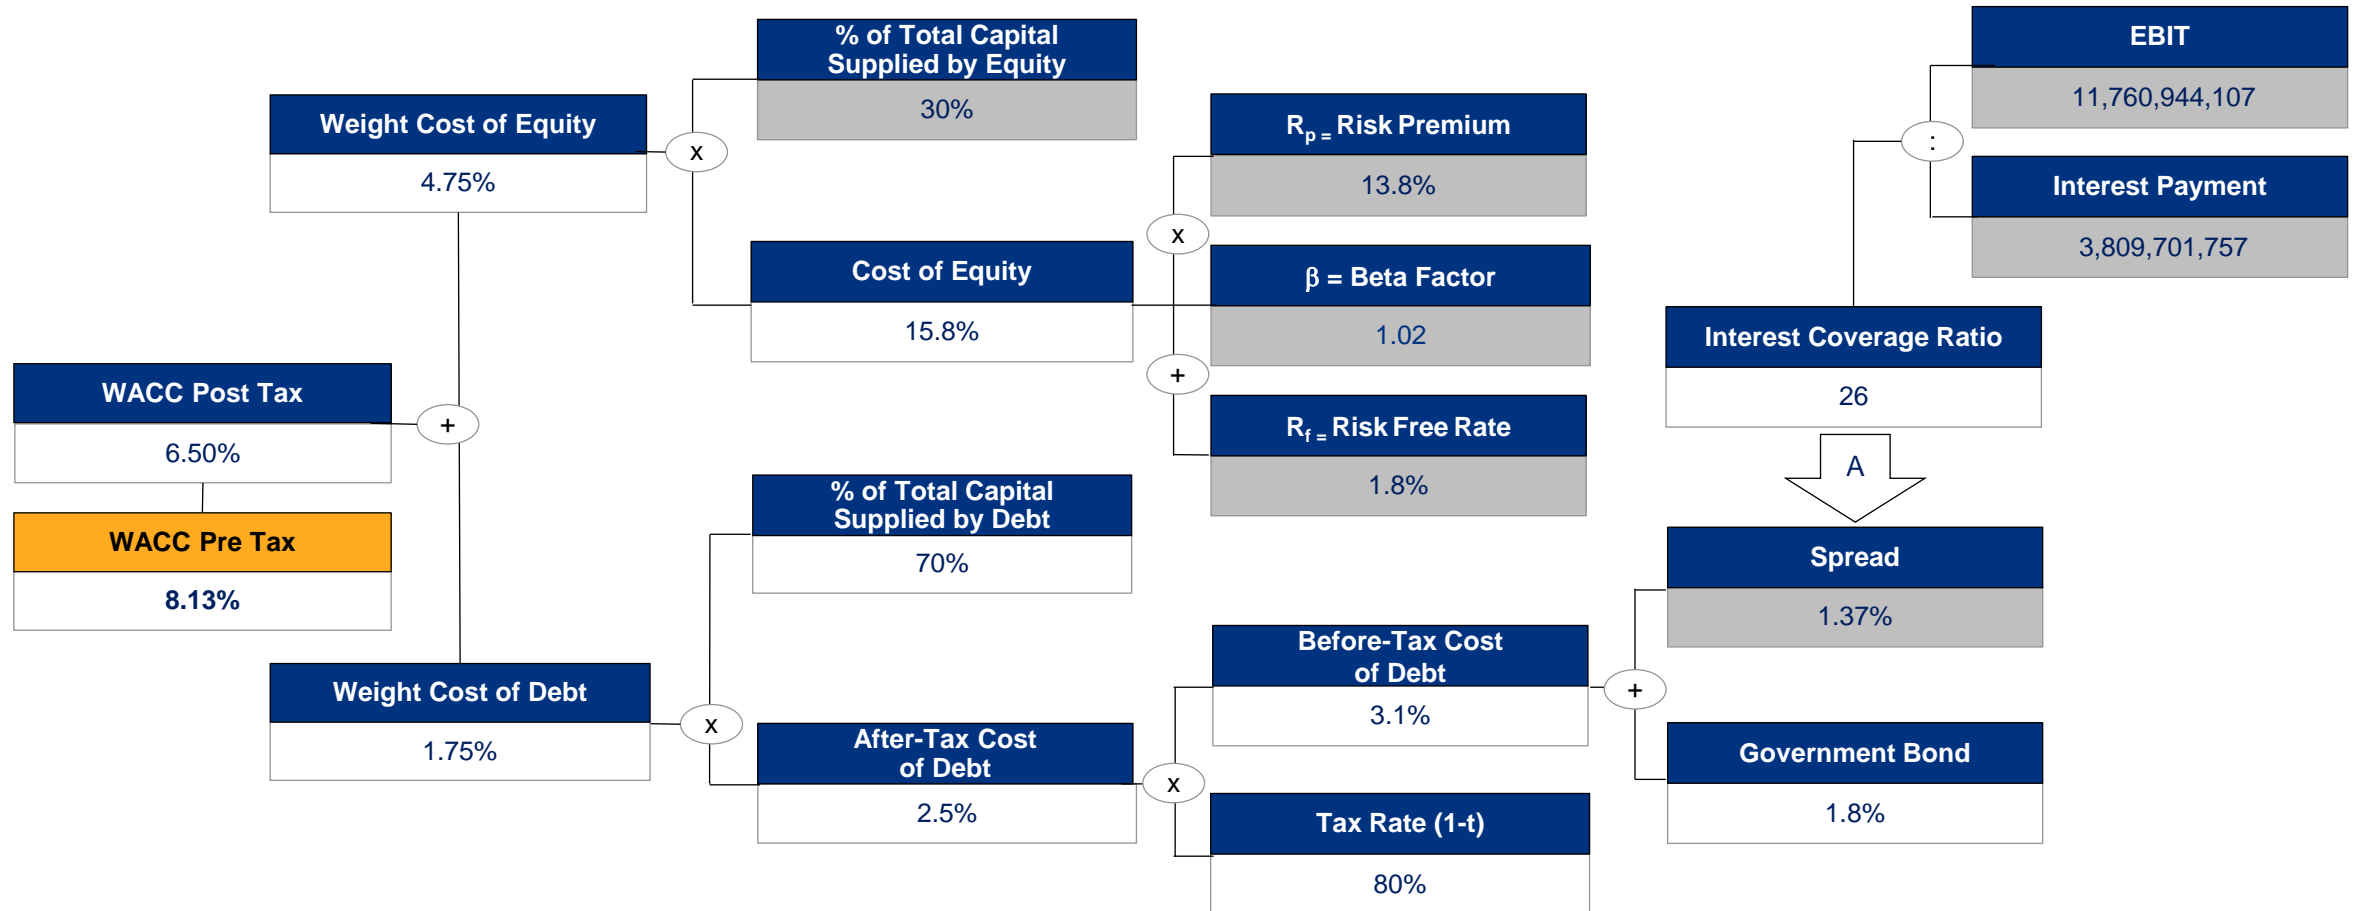 % of Total Capital
Supplied by Equity
30%
EBIT
11,760,944,107
Weight Cost of Equity
4.75%
x
Rp = Risk Premium
13.8%
:
Interest Payment
3,809,701,757
x
Cost of Equity
15.8%
β = Beta Factor
1.02
Interest Coverage Ratio
26
WACC Post Tax
6.50%
+
+
Rf = Risk Free Rate
1.8%
A
WACC Pre Tax
8.13%
% of Total Capital
Supplied by Debt
70%
Spread
1.37%
Weight Cost of Debt
1.75%
x
Before-Tax Cost
of Debt
3.1%
+
After-Tax Cost
of Debt
2.5%
x
Government Bond
1.8%
Tax Rate (1-t)
80%